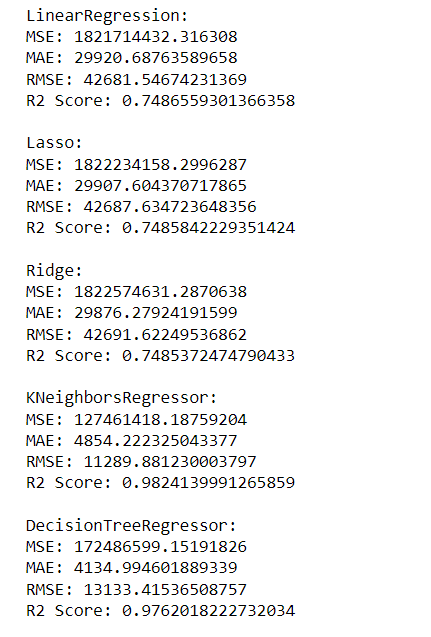 LinearRegression:
MSE: 1821714432.316308
MAE: 29920.68763589658
RMSE: 42681.54674231369
R2 Score: 0.7486559301366358
Lasso:
MSE: 1822234158.2996287
MAE: 29907.604370717865
RMSE: 42687.634723648356
R2 Score: 0.7485842229351424
Ridge:
MSE: 1822574631.2870638
MAE: 29876.27924191599
RMSE: 42691.62249536862
R2 Score: 0.7485372474790433
KNeighborsRegressor:
MSE: 127461418.18759204
MAE: 4854.222325043377
RMSE: 11289.881230003797
R2 Score: 0.9824139991265859
DecisionTreeRegressor:
MSE: 172486599.15191826
MAE: 4134.994601889339
RMSE: 13133.41536508757
R2 Score: 0.9762018222732034